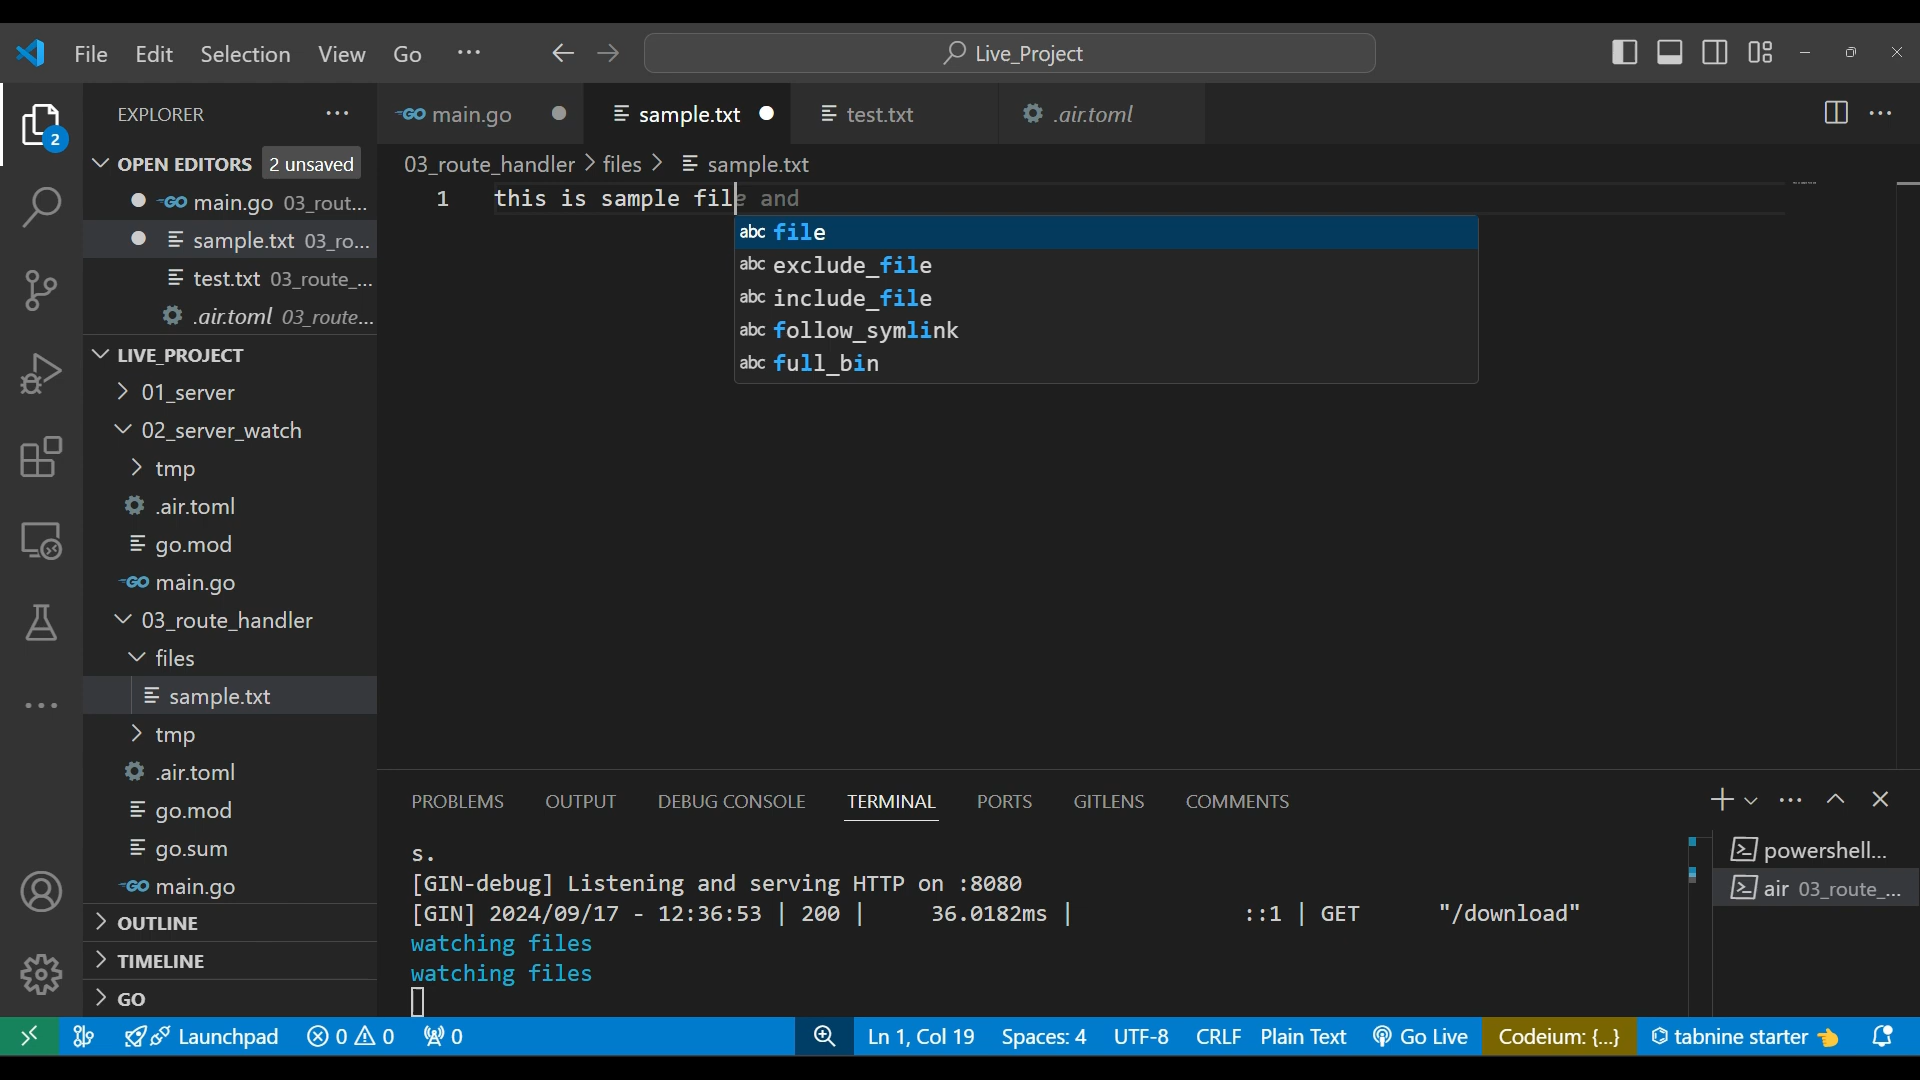 File Edit Selection View Go ··· Live_Project
EXPLORER ···
main.go sample.txt test.txt .air.toml ···
OPEN EDITORS 2 unsaved
GO main.go 03_rout...
sample.txt 03_ro...
test.txt 03_route_...
.air.toml 03_route...
03_route_handler > files > sample.txt
1 this is sample file and
abc file
abc exclude_file
abc include_file
abc follow_symlink
abc full_bin
2
LIVE_PROJECT
01_server
02_server_watch
tmp
.air.toml
go.mod
GO main.go
03_route_handler
files
sample.txt
tmp
.air.toml
go.mod
go.sum
GO main.go
OUTLINE
TIMELINE
GO
PROBLEMS OUTPUT DEBUG CONSOLE TERMINAL PORTS GITLENS COMMENTS
s.
[GIN-debug] Listening and serving HTTP on :8080
[GIN] 2024/09/17 - 12:36:53 | 200 | 36.0182ms | ::1 | GET "/download"
watching files
watching files
powershell...
air 03_route_...
Launchpad 0 0 0 Ln 1, Col 19 Spaces: 4 UTF-8 CRLF Plain Text Go Live Codeium: {...} tabnine starter